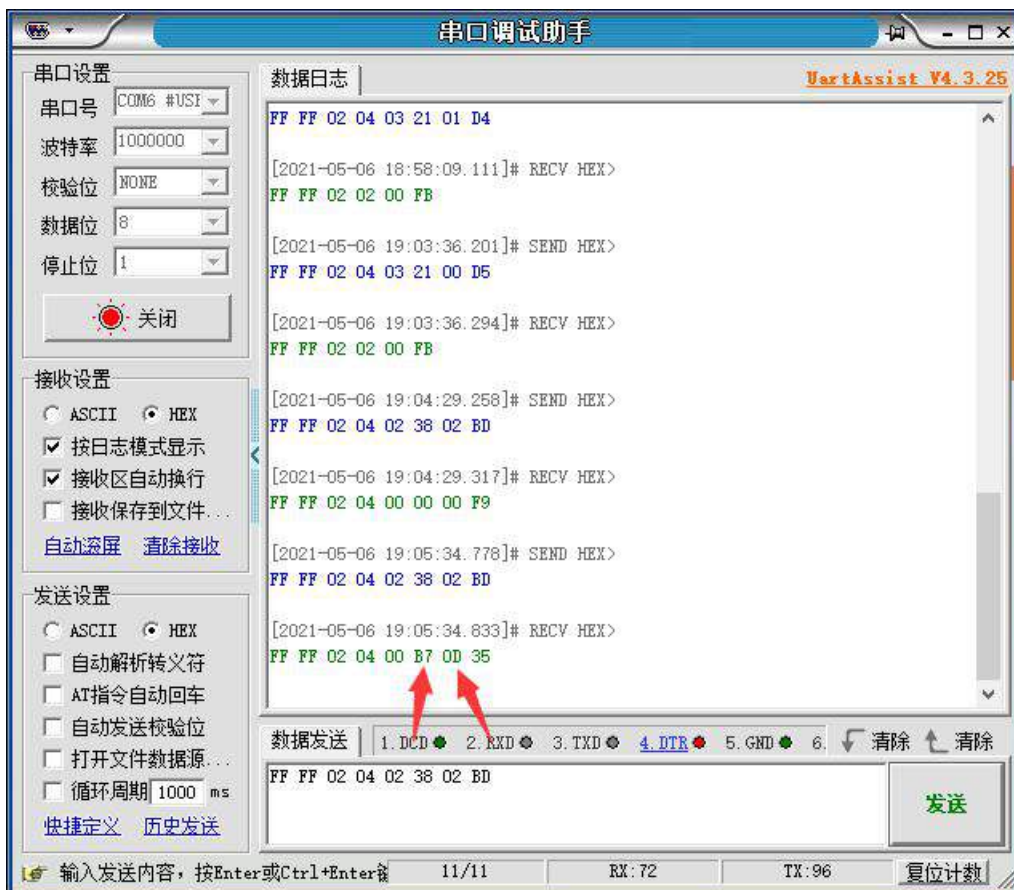 串口调试助手
串口设置
串口号 COM6 #USI
波特率 1000000
校验位 NONE
数据位 8
停止位 1
关闭
接收设置
ASCII HEX
按日志模式显示
接收区自动换行
接收保存到文件...
自动滚屏 清除接收
发送设置
ASCII HEX
自动解析转义符
AT指令自动回车
自动发送校验位
打开文件数据源...
循环周期 1000 ms
快捷定义 历史发送
数据日志 UartAssist V4.3.25
FF FF 02 04 03 21 01 D4
[2021-05-06 18:58:09.111]# RECV HEX>
FF FF 02 02 00 FB
[2021-05-06 19:03:36.201]# SEND HEX>
FF FF 02 04 03 21 00 D5
[2021-05-06 19:03:36.294]# RECV HEX>
FF FF 02 02 00 FB
[2021-05-06 19:04:29.258]# SEND HEX>
FF FF 02 04 02 38 02 BD
[2021-05-06 19:04:29.317]# RECV HEX>
FF FF 02 04 00 00 00 F9
[2021-05-06 19:05:34.778]# SEND HEX>
FF FF 02 04 02 38 02 BD
[2021-05-06 19:05:34.833]# RECV HEX>
FF FF 02 04 00 B7 0D 35
数据发送 1.DCD 2.RXD 3.TXD 4.DTR 5.GND 6. 清除 清除
FF FF 02 04 02 38 02 BD
发送
输入发送内容，按Enter或Ctrl+Enter 11/11 RX:72 TX:96 复位计数